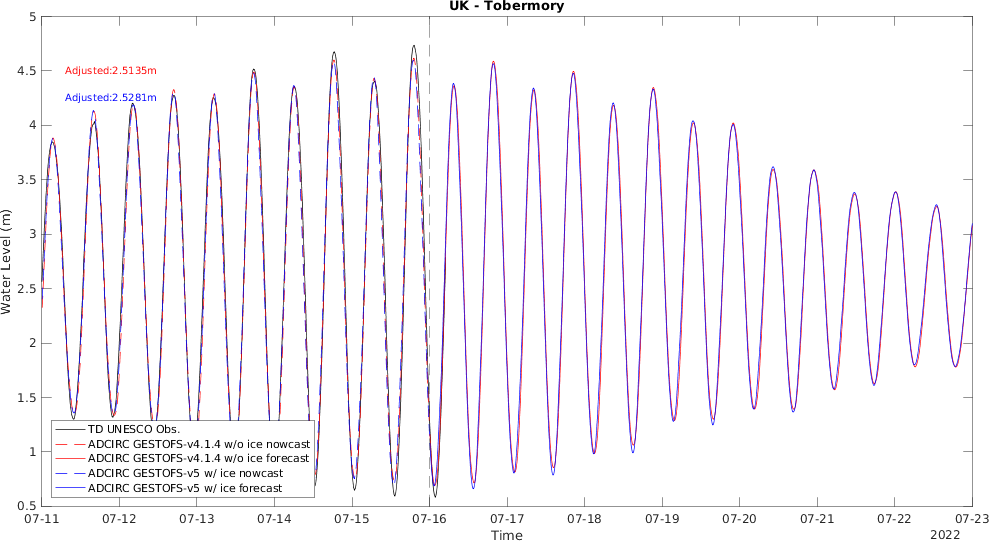 UK - Tobermory
5
4.5
4
3.5
3
2.5
2
1.5
1
0.5
Water Level (m)
Adjusted:2.5135m
Adjusted:2.5281m
TD UNESCO Obs.
ADCIRC GESTOFS-v4.1.4 w/o ice nowcast
ADCIRC GESTOFS-v4.1.4 w/o ice forecast
ADCIRC GESTOFS-v5 w/ ice nowcast
ADCIRC GESTOFS-v5 w/ ice forecast
07-11 07-12 07-13 07-14 07-15 07-16 07-17 07-18 07-19 07-20 07-21 07-22 07-23
Time
2022